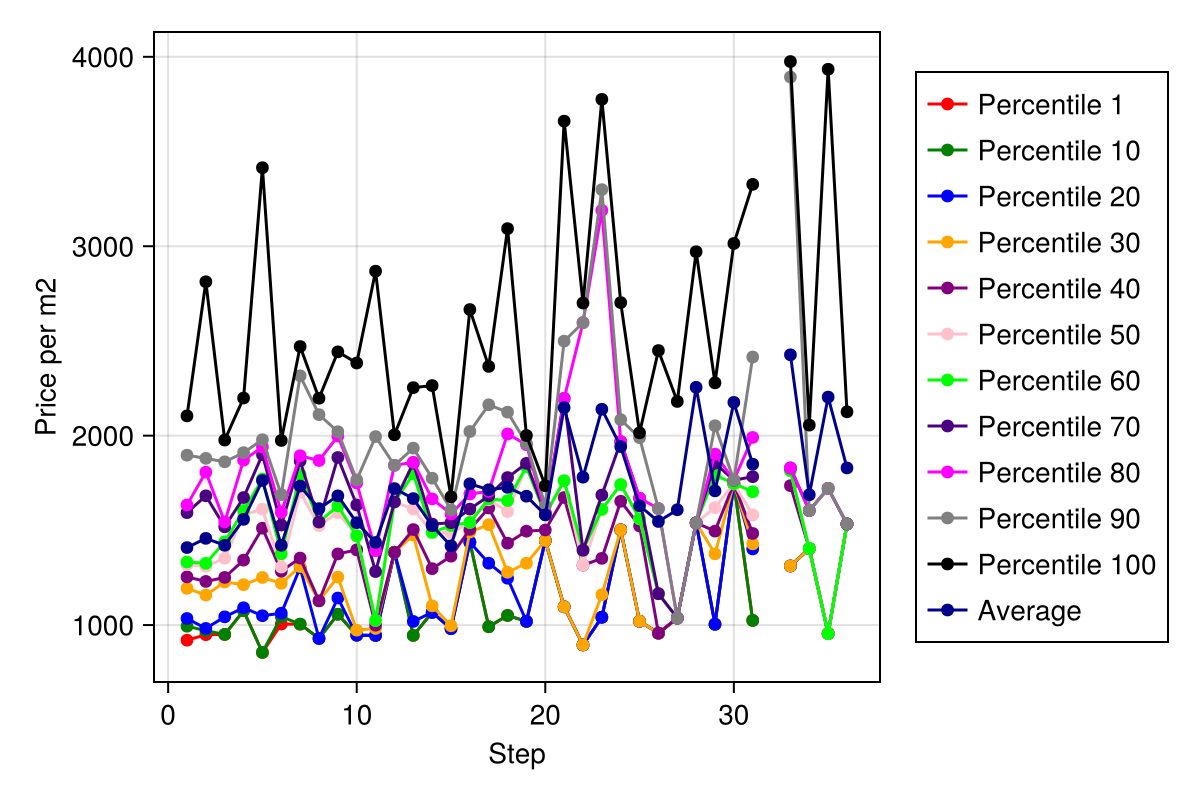 4000
3000
2000
1000
Price per m2
0
10
20
30
Step
Percentile 1
Percentile 10
Percentile 20
Percentile 30
Percentile 40
Percentile 50
Percentile 60
Percentile 70
Percentile 80
Percentile 90
Percentile 100
Average